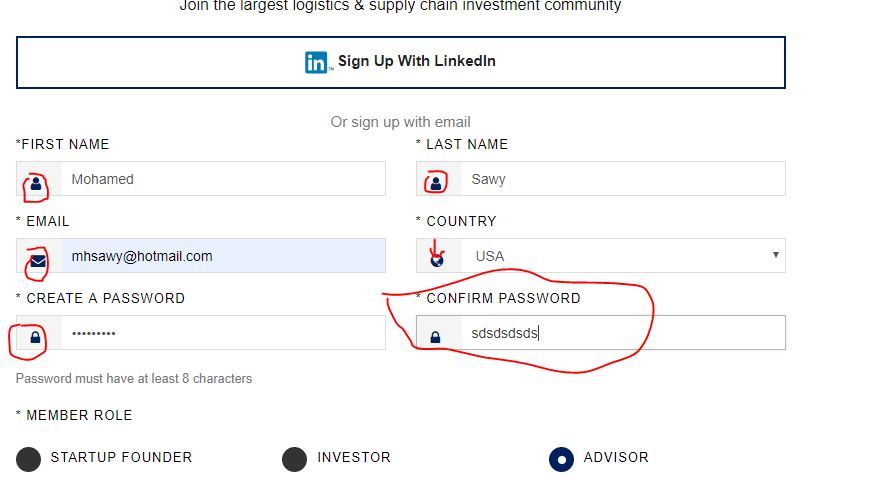 Join the largest logistics & supply chain investment community
in™ Sign Up With LinkedIn
Or sign up with email
*FIRST NAME
* LAST NAME
Mohamed
Sawy
* EMAIL
* COUNTRY
mhsawy@hotmail.com
USA
* CREATE A PASSWORD
* CONFIRM PASSWORD
•••••••••
sdsdsdsds
Password must have at least 8 characters
* MEMBER ROLE
STARTUP FOUNDER
INVESTOR
ADVISOR